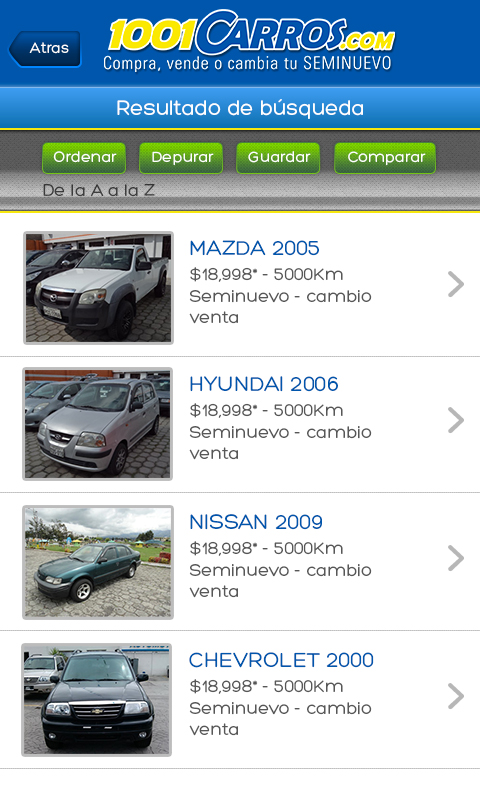 Atras
1001CARROS.COM
Compra, vende o cambia tu SEMINUEVO
Resultado de búsqueda
Ordenar Depurar Guardar Comparar
De la A a la Z
MAZDA 2005
$18,998* - 5000Km
Seminuevo - cambio
venta
HYUNDAI 2006
$18,998* - 5000Km
Seminuevo - cambio
venta
NISSAN 2009
$18,998* - 5000Km
Seminuevo - cambio
venta
CHEVROLET 2000
$18,998* - 5000Km
Seminuevo - cambio
venta